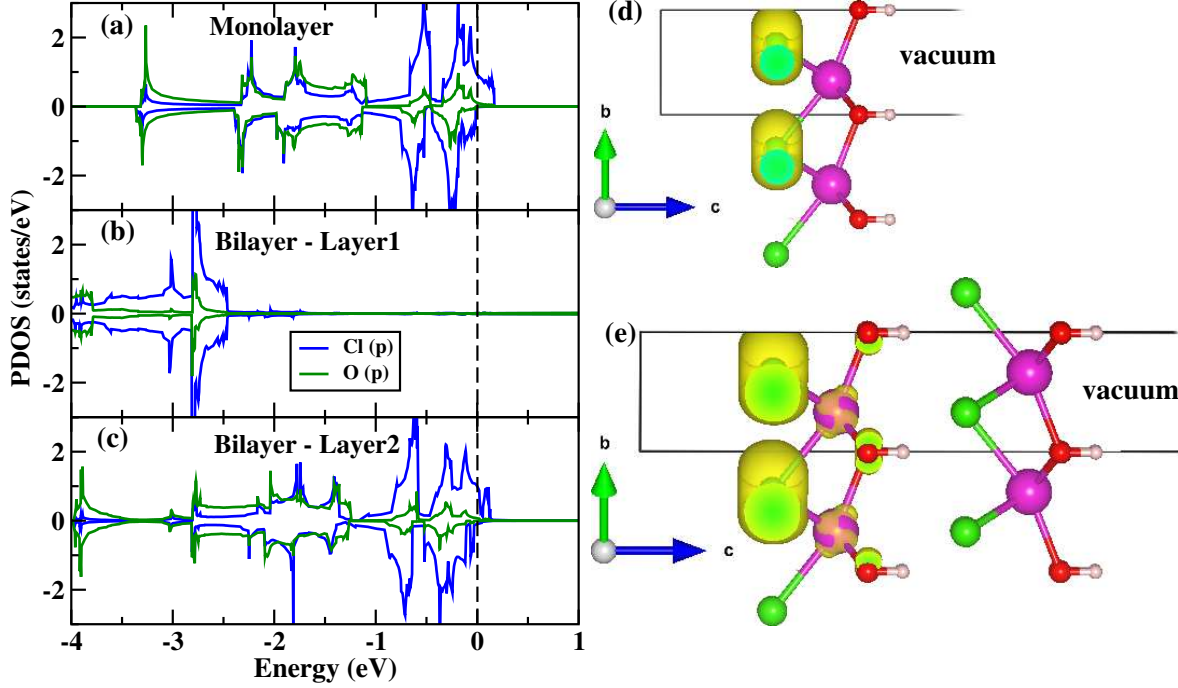 (a) Monolayer
2
0
2
PDOS (states/eV)
(b) Bilayer - Layer1
2
0
-2
Cl (p)
O (p)
(c) Bilayer - Layer2
2
0
-2
-4 -3 -2 -1 0 1
Energy (eV)
(d)
vacuum
b
c
(e)
vacuum
b
c